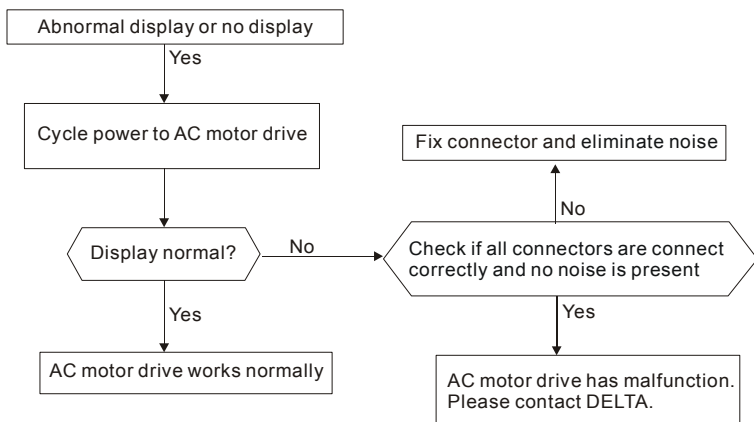 Abnormal display or no display
Yes
Cycle power to AC motor drive
Fix connector and eliminate noise
No
Display normal?
No
Check if all connectors are connect
correctly and no noise is present
Yes
Yes
AC motor drive works normally
AC motor drive has malfunction.
Please contact DELTA.